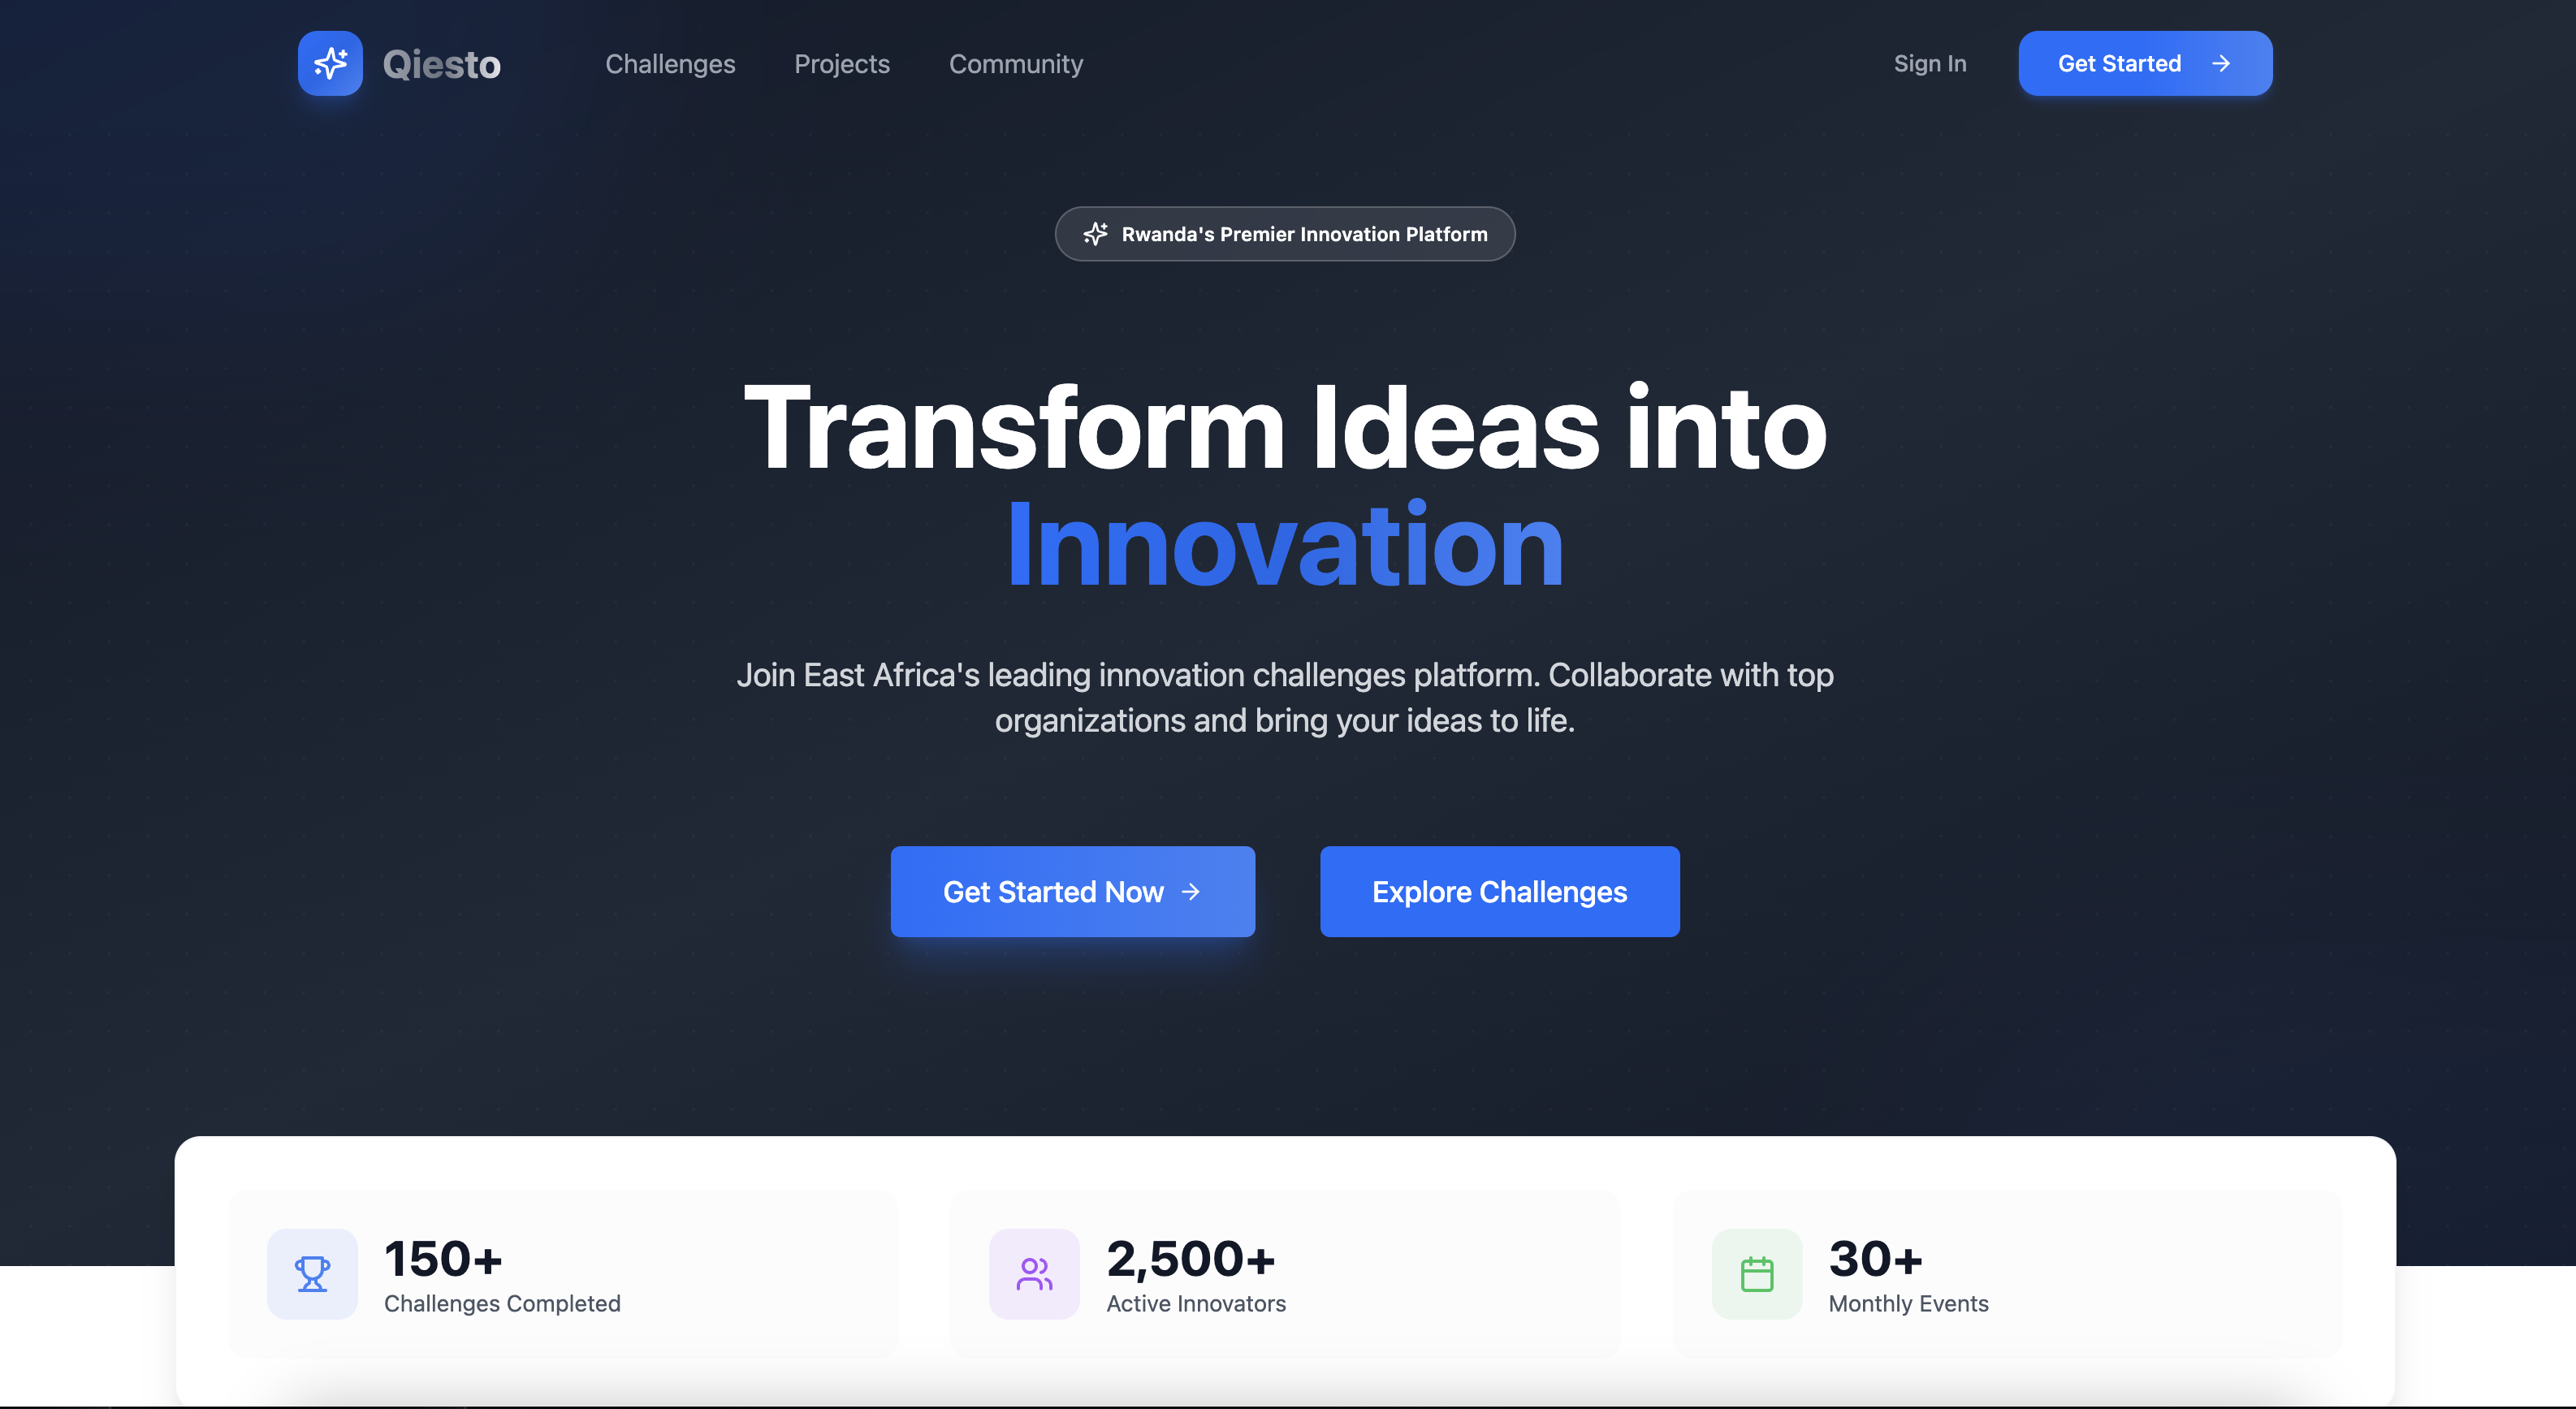 Qiesto
Challenges
Projects
Community
Sign In
Get Started
Rwanda's Premier Innovation Platform
Transform Ideas into
Innovation
Join East Africa's leading innovation challenges platform. Collaborate with top
organizations and bring your ideas to life.
Get Started Now
Explore Challenges
150+
Challenges Completed
2,500+
Active Innovators
30+
Monthly Events